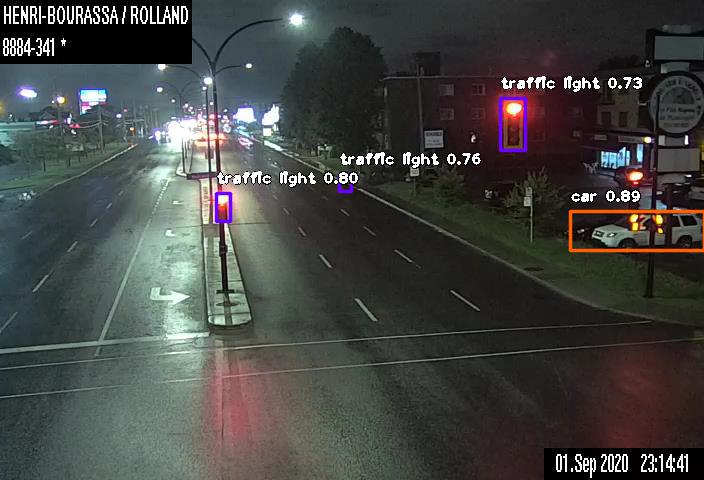 HENRI-BOURASSA / ROLLAND
8884-341 *
traffic light 0.73
traffic light 0.76
traffic light 0.80
car 0.89
01.Sep 2020 23:14:41